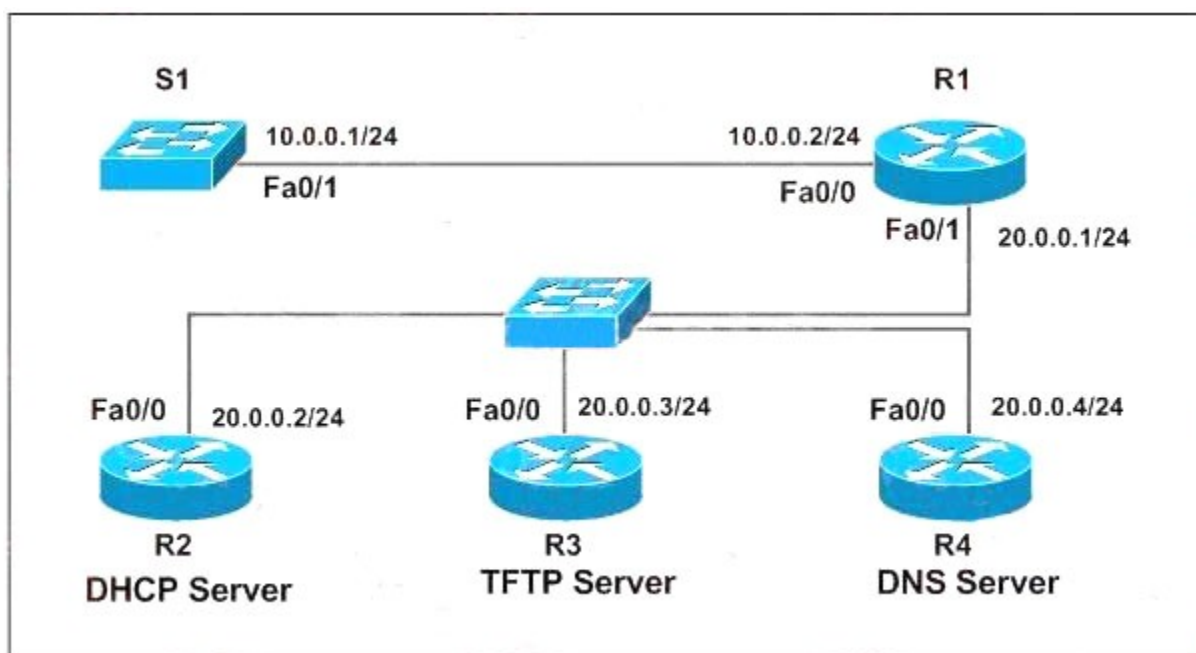 S1
R1
10.0.0.1/24
10.0.0.2/24
Fa0/1
Fa0/0
Fa0/1
20.0.0.1/24
Fa0/0
20.0.0.2/24
Fa0/0
20.0.0.3/24
Fa0/0
20.0.0.4/24
R2
R3
R4
DHCP Server
TFTP Server
DNS Server